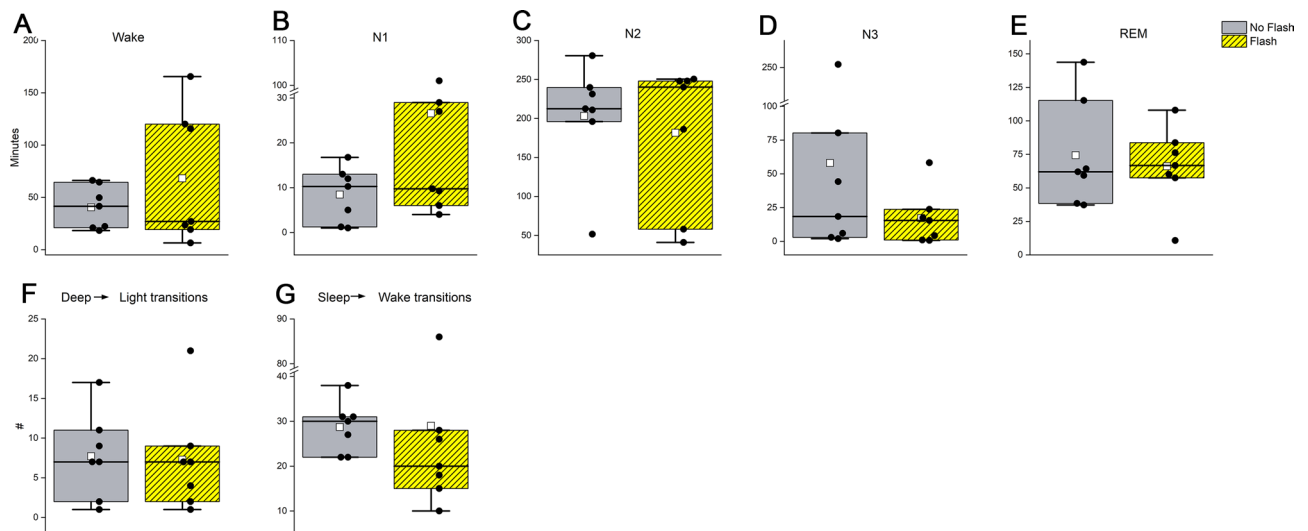 A
Wake
200
150
100
50
0
Minutes
B
N1
110
100
30
20
10
0
C
N2
300
250
200
150
100
50
D
N3
250
100
75
50
25
0
E
REM
150
125
100
75
50
25
0
No Flash
Flash
F
Deep → Light transitions
25
20
15
10
5
0
#
G
Sleep → Wake transitions
90
80
40
30
20
10